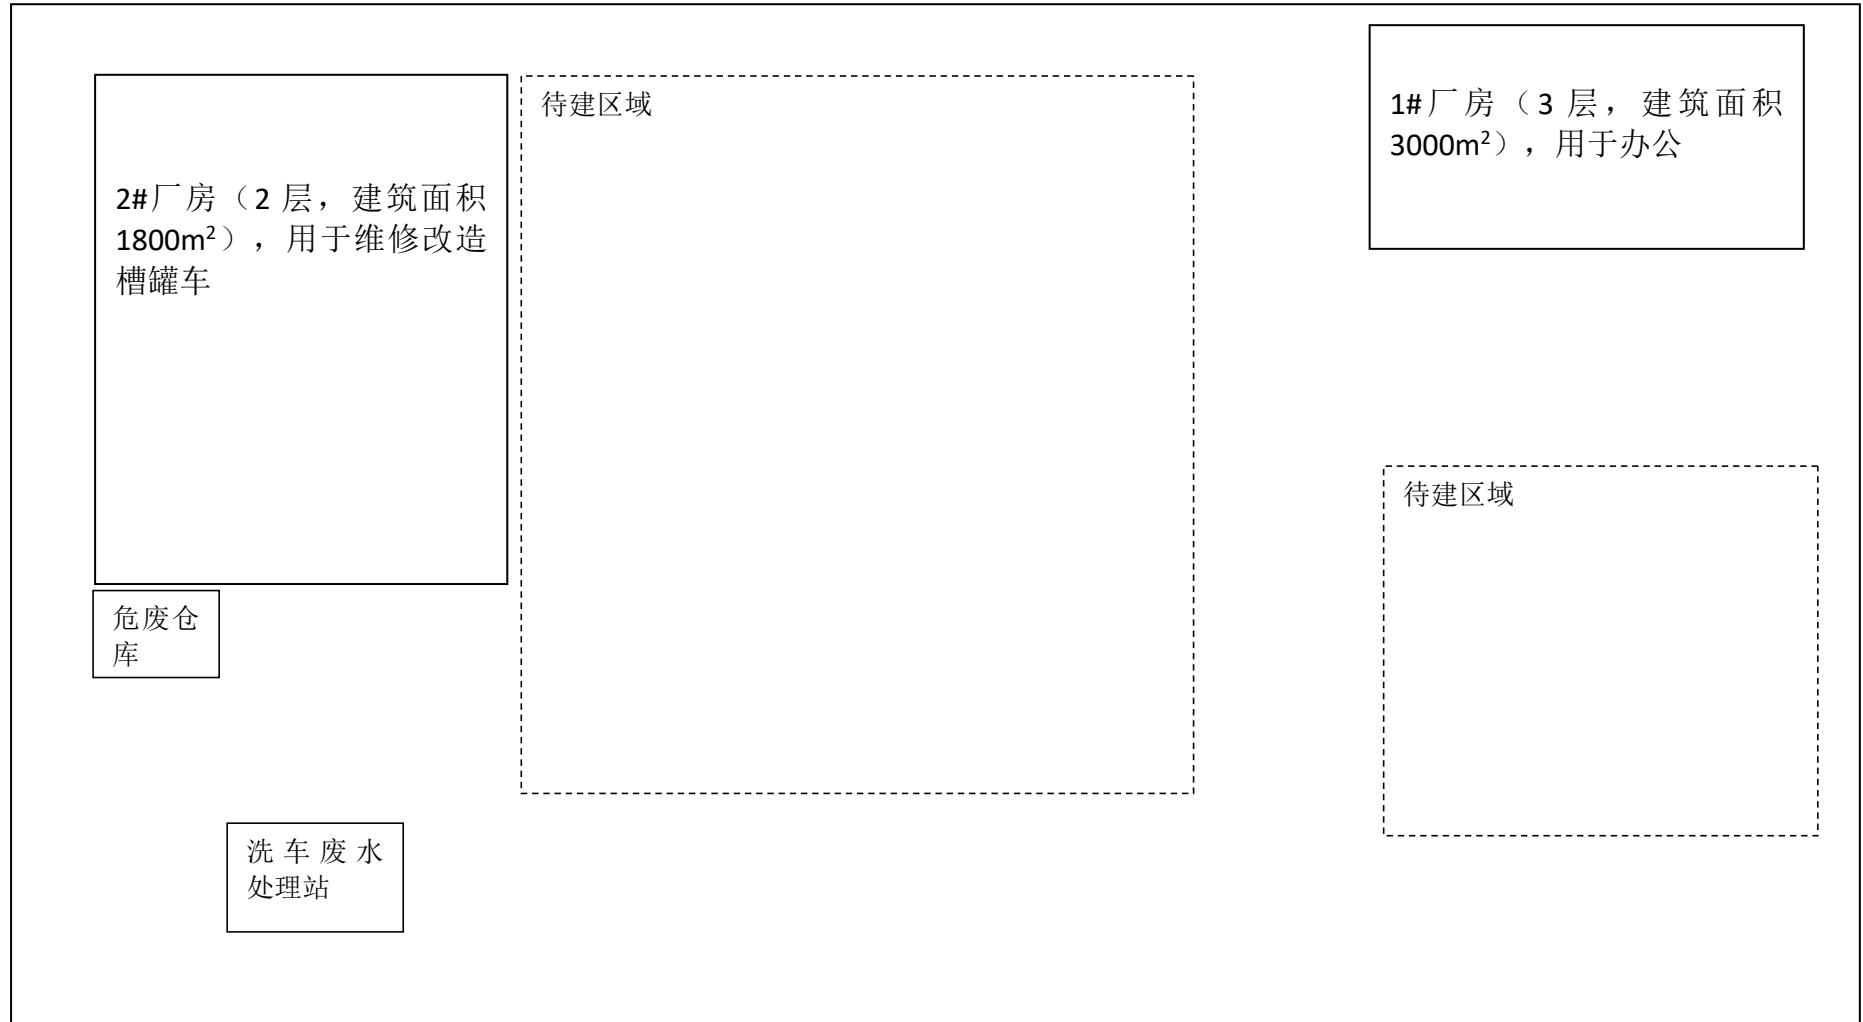 待建区域
1#厂房（3 层，建筑面积
3000m²），用于办公
2#厂房（2 层，建筑面积
1800m²），用于维修改造
槽罐车
待建区域
危废仓
库
洗车废水
处理站